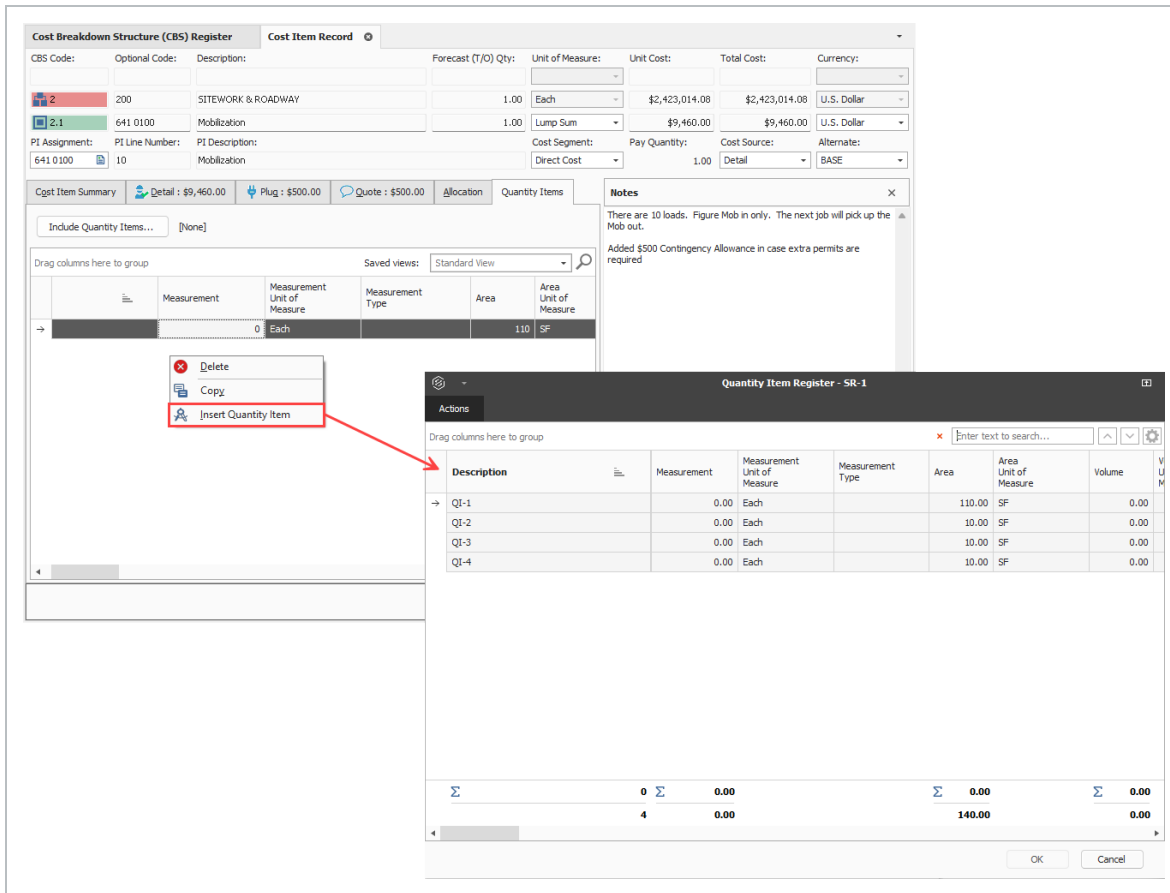 Cost Breakdown Structure (CBS) Register Cost Item Record
CBS Code: Optional Code: Description: Forecast (T/O) Qty: Unit of Measure: Unit Cost: Total Cost: Currency:
2 200 SITEWORK & ROADWAY 1.00 Each $2,423,014.08 $2,423,014.08 U.S. Dollar
2.1 641 0100 Mobilization 1.00 Lump Sum $9,460.00 $9,460.00 U.S. Dollar
PI Assignment: PI Line Number: PI Description: Cost Segment: Pay Quantity: Cost Source: Alternate:
641 0100 10 Mobilization Direct Cost 1.00 Detail BASE
Cost Item Summary Detail : $9,460.00 Plug : $500.00 Quote : $500.00 Allocation Quantity Items
Notes
There are 10 loads. Figure Mob in only. The next job will pick up the
Mob out.
Added $500 Contingency Allowance in case extra permits are
required
Include Quantity Items... [None]
Drag columns here to group Saved views: Standard View
Measurement Measurement Unit of Measure Measurement Type Area Area Unit of Measure
0 Each 110 SF
Delete
Copy
Insert Quantity Item
Quantity Item Register - SR-1
Actions
Drag columns here to group Enter text to search...
Description Measurement Measurement Unit of Measure Measurement Type Area Area Unit of Measure Volume V U M
QI-1 0.00 Each 110.00 SF 0.00
QI-2 0.00 Each 10.00 SF 0.00
QI-3 0.00 Each 10.00 SF 0.00
QI-4 0.00 Each 10.00 SF 0.00
Σ 0 Σ 0.00 Σ 0.00 Σ 0.00
4 0.00 140.00 0.00
OK Cancel